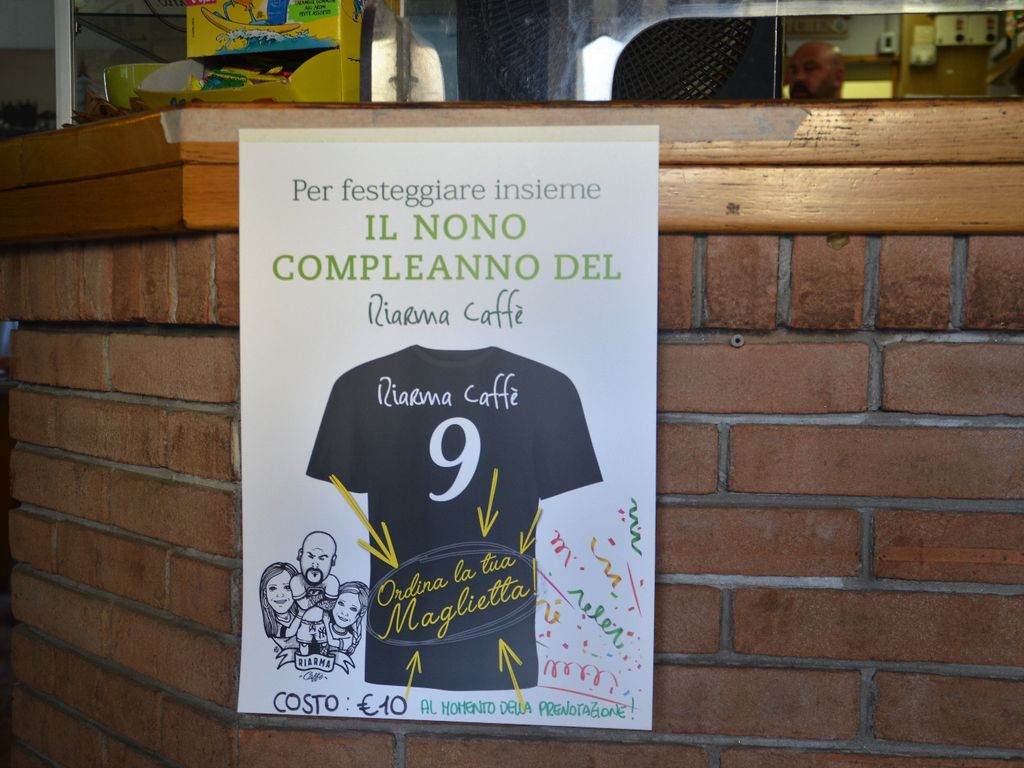 Per festeggiare insieme
IL NONO
COMPLEANNO DEL
Riarma Caffè
Riarma Caffè
9
Ordina la tua
Maglietta!
RIARMA
Caffè
COSTO: €10 AL MOMENTO DELLA PRENOTAZIONE!